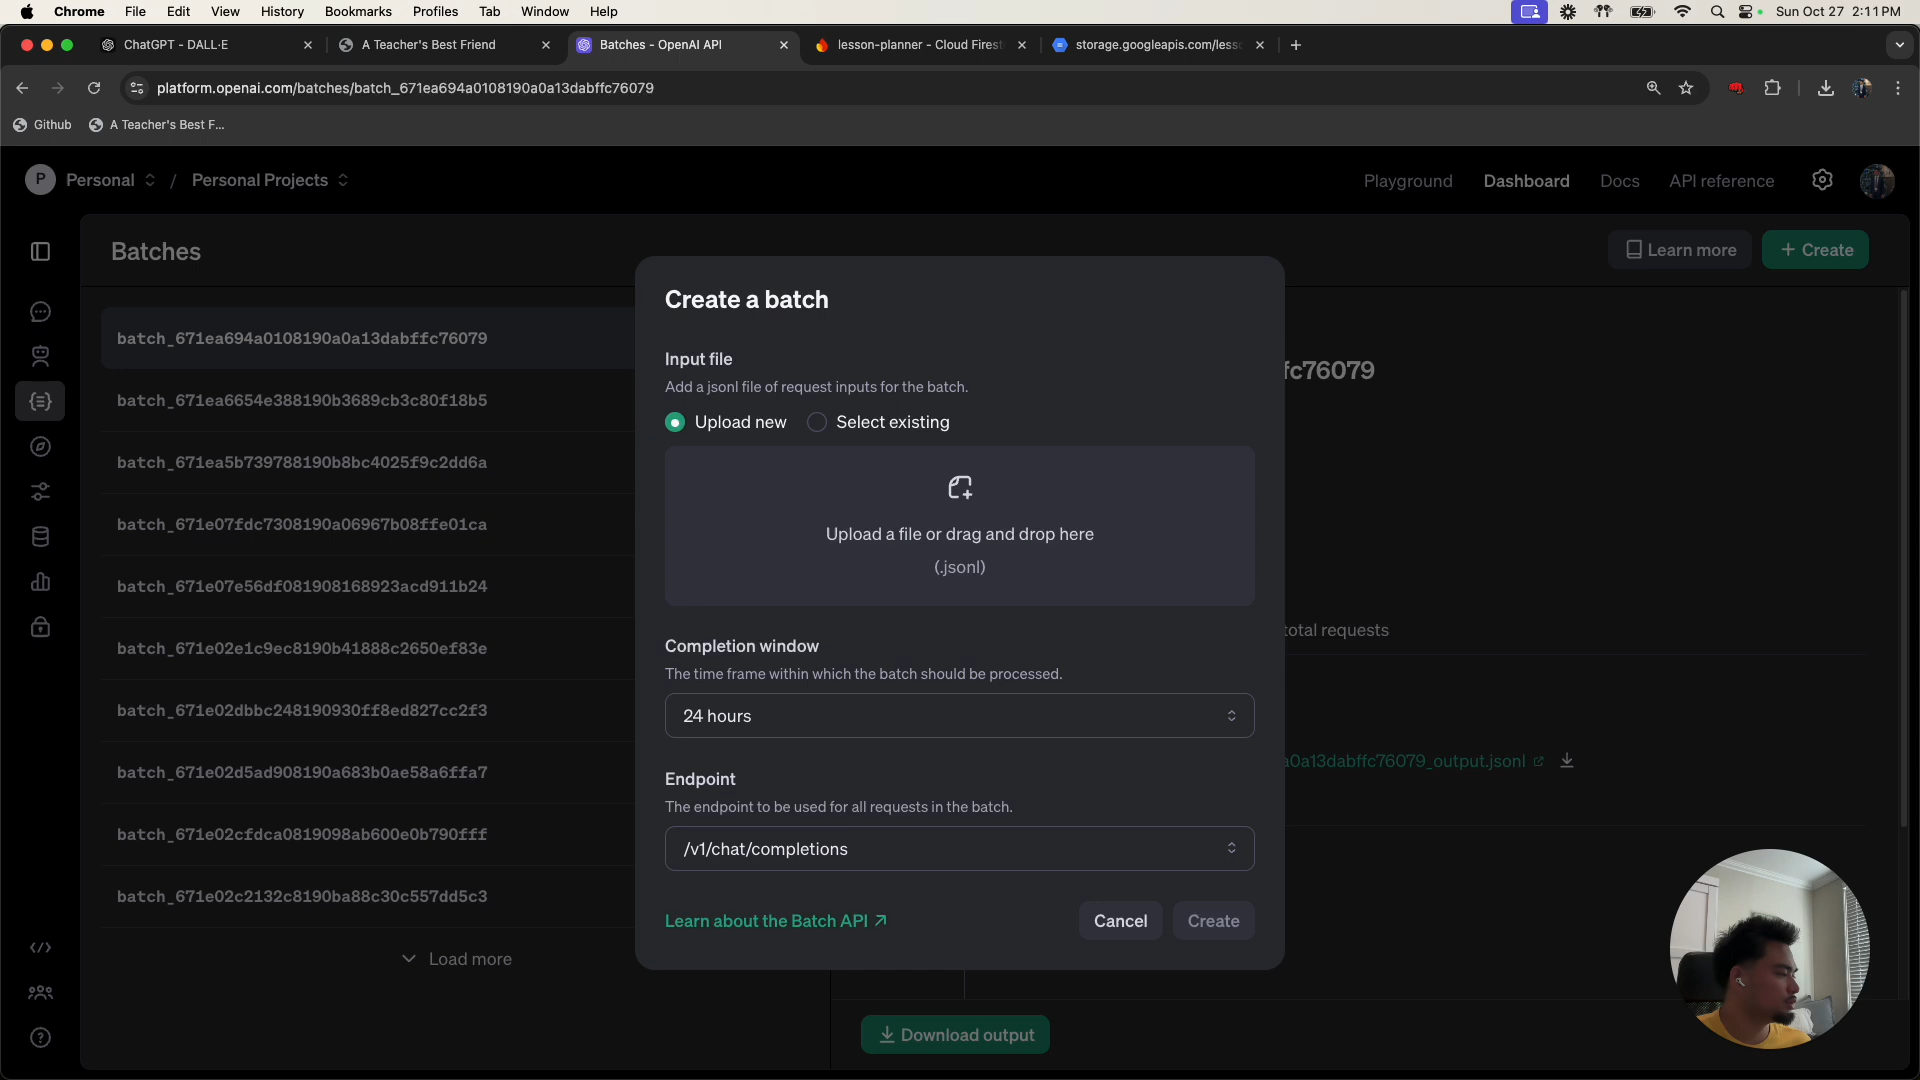 Chrome File Edit View History Bookmarks Profiles Tab Window Help Sun Oct 27 2:11 PM
ChatGPT - DALL·E A Teacher's Best Friend Batches - OpenAI API lesson-planner - Cloud Firest storage.googleapis.com/lesso
platform.openai.com/batches/batch_671ea694a0108190a0a13dabffc76079
Github A Teacher's Best F...
P Personal / Personal Projects Playground Dashboard Docs API reference
Batches Learn more + Create
Create a batch
batch_671ea694a0108190a0a13dabffc76079
batch_671ea6654e388190b3689cb3c80f18b5
batch_671ea5b739788190b8bc4025f9c2dd6a
batch_671e07fdc7308190a06967b08ffe01ca
batch_671e07e56df081908168923acd911b24
batch_671e02e1c9ec8190b41888c2650ef83e
batch_671e02dbbc248190930ff8ed827cc2f3
batch_671e02d5ad908190a683b0ae58a6ffa7
batch_671e02cfdca0819098ab600e0b790fff
batch_671e02c2132c8190ba88c30c557dd5c3
Load more
Input file
Add a jsonl file of request inputs for the batch.
Upload new Select existing
Upload a file or drag and drop here
(.jsonl)
Completion window
The time frame within which the batch should be processed.
24 hours
Endpoint
The endpoint to be used for all requests in the batch.
/v1/chat/completions
Learn about the Batch API Cancel Create
fc76079
total requests
a0a13dabffc76079_output.jsonl
Download output